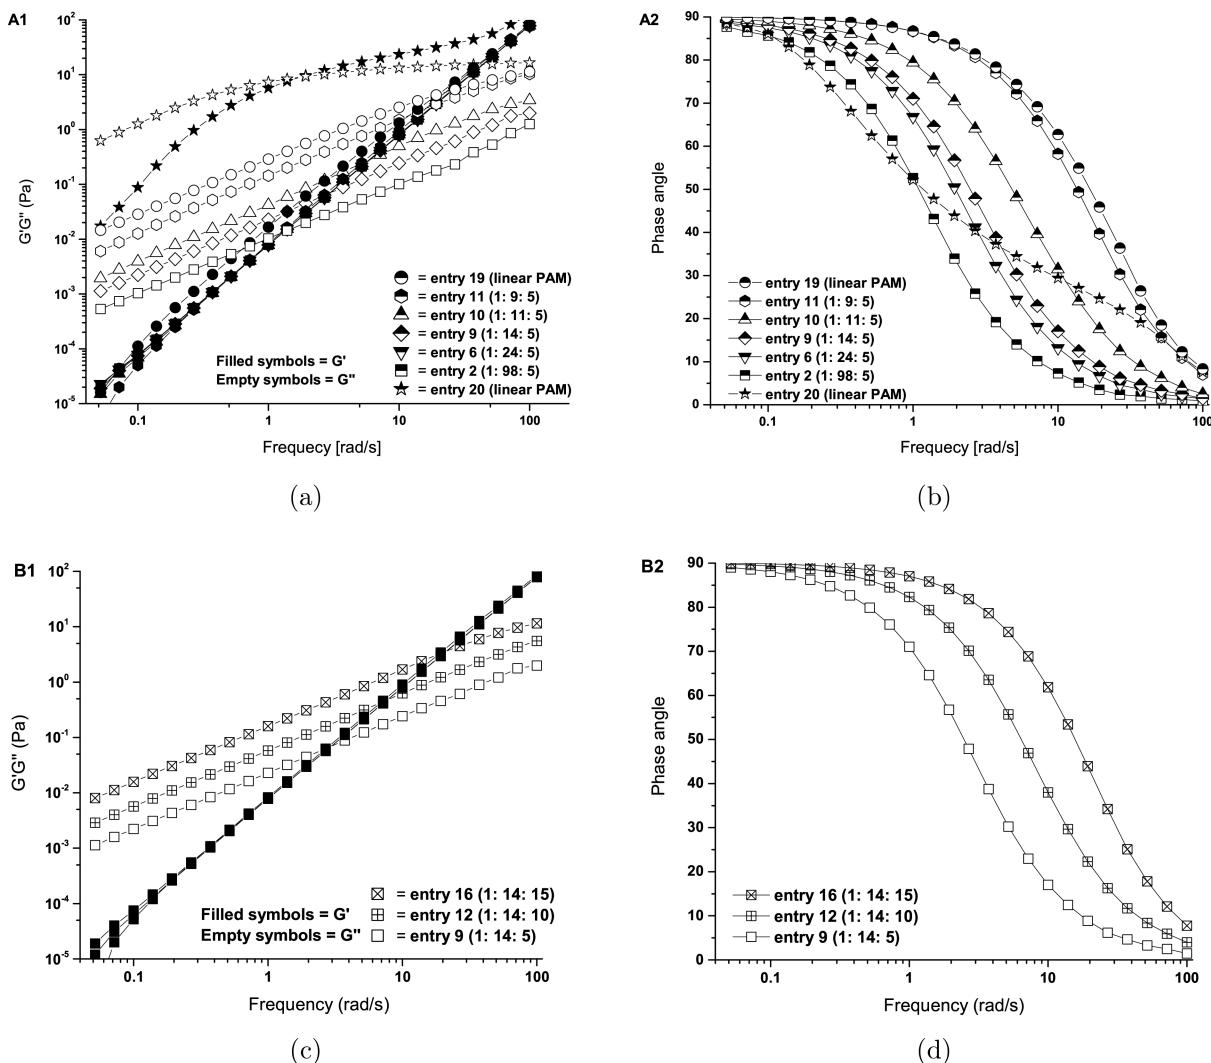 A1
10²
10¹
10⁰
10⁻¹
10⁻²
10⁻³
10⁻⁴
10⁻⁵
G'G" (Pa)
= entry 19 (linear PAM)
= entry 11 (1: 9: 5)
= entry 10 (1: 11: 5)
= entry 9 (1: 14: 5)
= entry 6 (1: 24: 5)
= entry 2 (1: 98: 5)
= entry 20 (linear PAM)
Filled symbols = G'
Empty symbols = G"
0.1 1 10 100
Frequecy [rad/s]
(a)
A2
90
80
70
60
50
40
30
20
10
0
Phase angle
entry 19 (linear PAM)
entry 11 (1: 9: 5)
entry 10 (1: 11: 5)
entry 9 (1: 14: 5)
entry 6 (1: 24: 5)
entry 2 (1: 98: 5)
entry 20 (linear PAM)
0.1 1 10 100
Frequecy [rad/s]
(b)
B1
10²
10¹
10⁰
10⁻¹
10⁻²
10⁻³
10⁻⁴
10⁻⁵
G'G" (Pa)
Filled symbols = G'
Empty symbols = G"
= entry 16 (1: 14: 15)
= entry 12 (1: 14: 10)
= entry 9 (1: 14: 5)
0.1 1 10 100
Frequency (rad/s)
(c)
B2
90
80
70
60
50
40
30
20
10
0
Phase angle
entry 16 (1: 14: 15)
entry 12 (1: 14: 10)
entry 9 (1: 14: 5)
0.1 1 10 100
Frequency (rad/s)
(d)